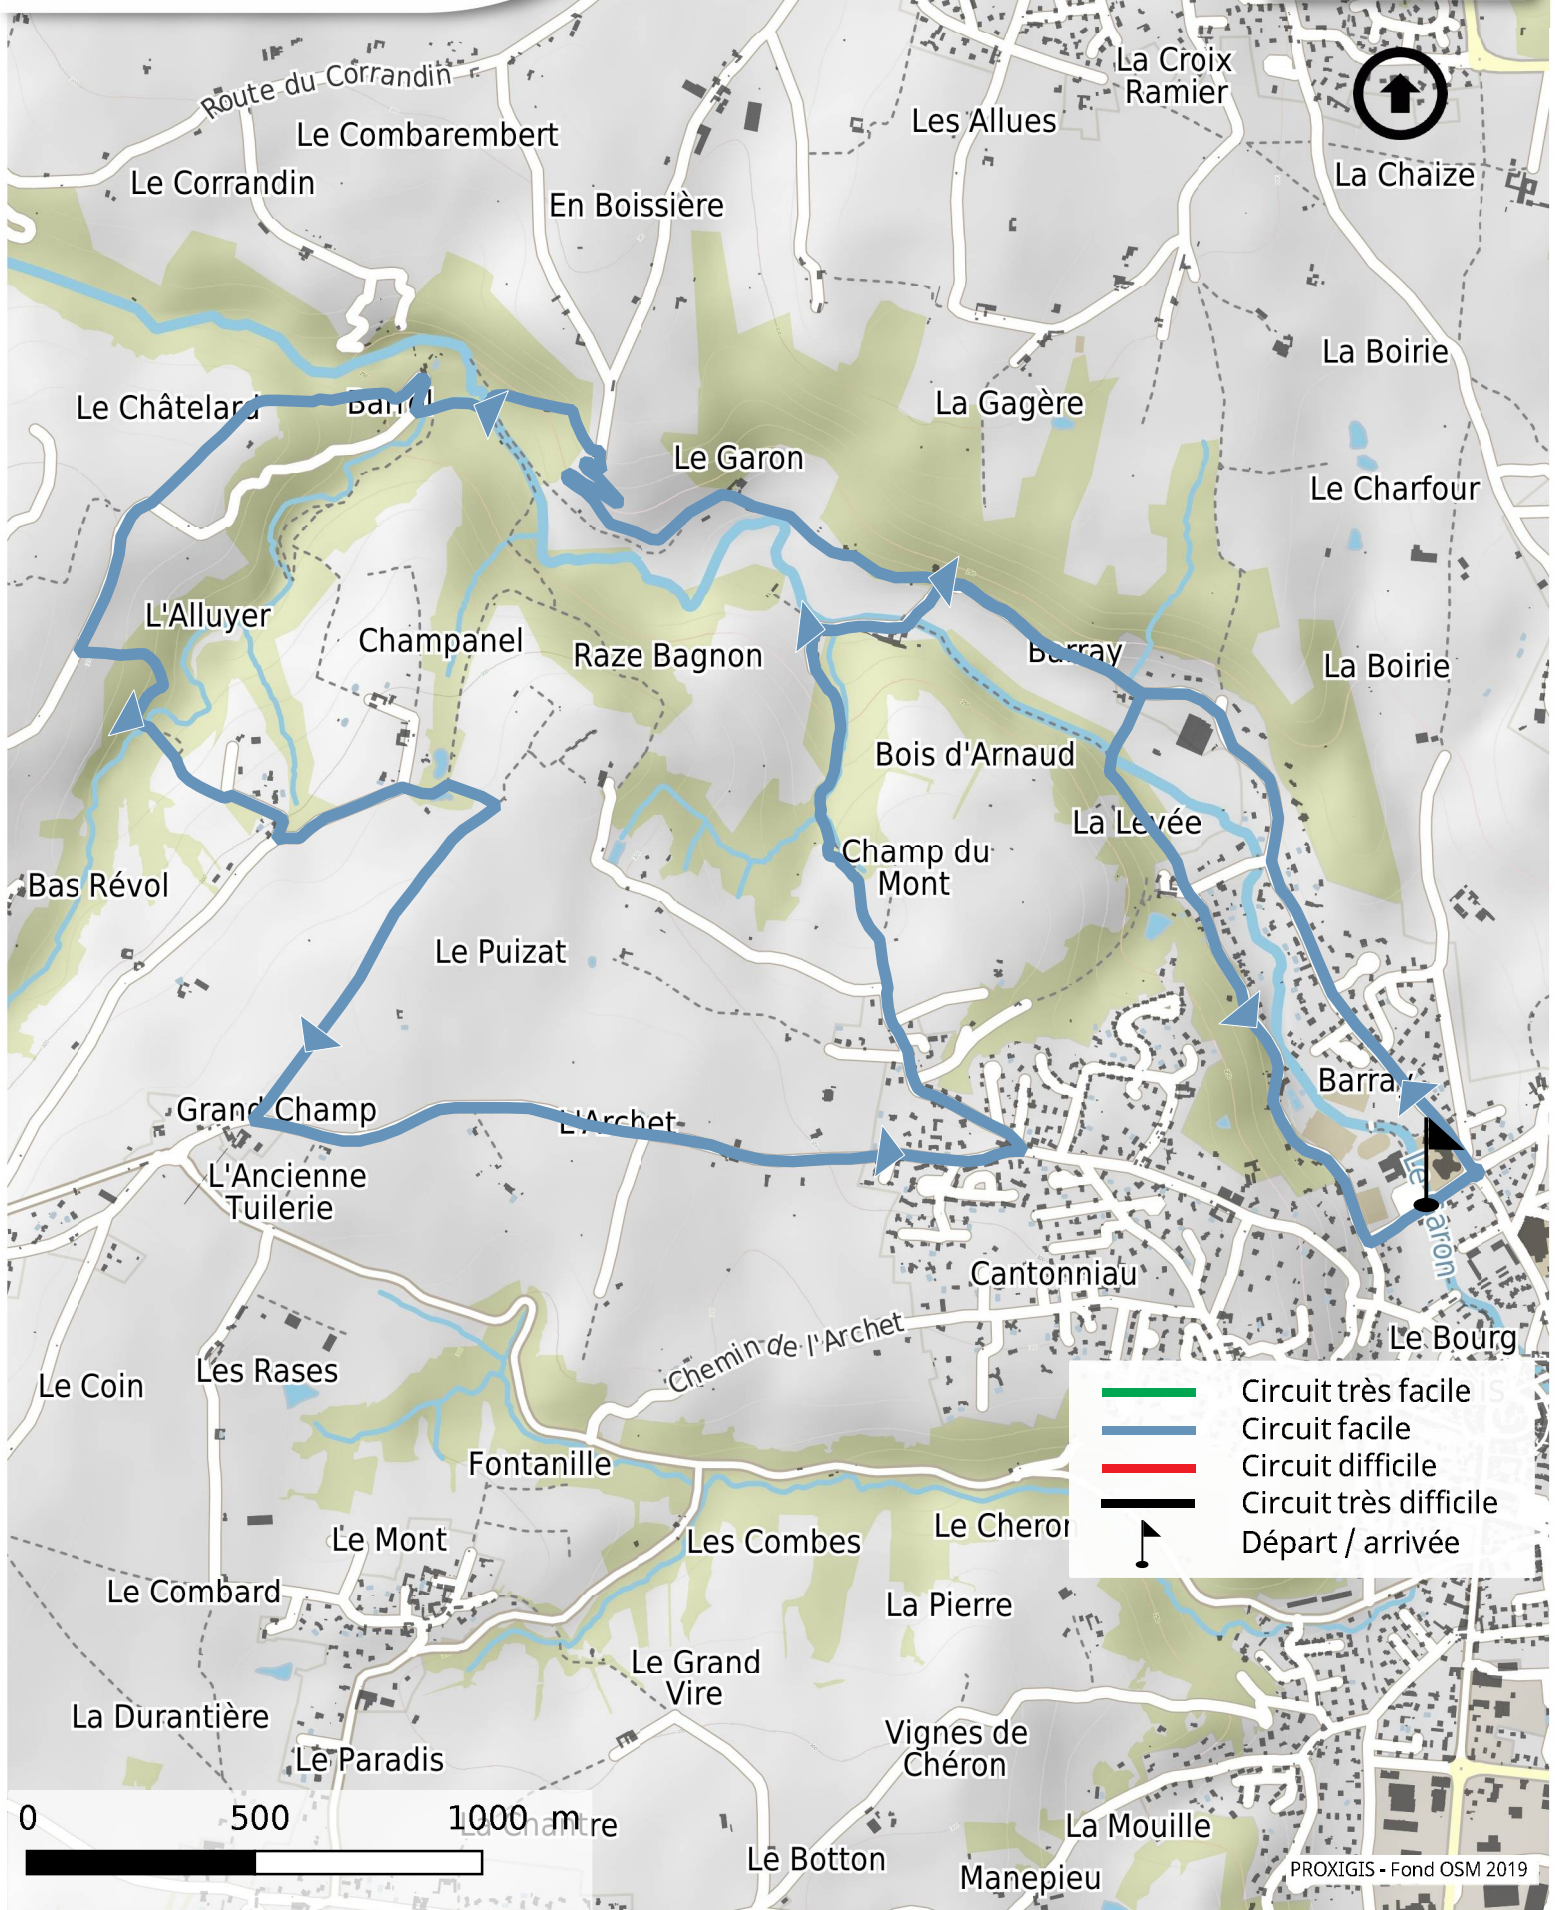 La Croix
Ramier
Route du Corrandin
Le Combarembert
Les Allues
Le Corrandin
La Chaize
En Boissière
La Boirie
Le Châtelard
La Gagère
Le Garon
Le Charfour
L'Alluyer
Champanel
Raze Bagnon
Barray
La Boirie
Bois d'Arnaud
La Levée
Champ du
Mont
Bas Révol
Le Puizat
Barray
Grand Champ
L'Archet
L'Ancienne
Tuilerie
Cantonniau
Chemin de l'Archet
Le Bourg
Les Rases
Le Coin
Circuit très facile
Circuit facile
Circuit difficile
Circuit très difficile
Départ / arrivée
Fontanille
Le Mont
Les Combes
Le Combard
La Pierre
Le Grand
Vire
La Durantière
Vignes de
Chéron
Le Paradis
0 500 1000 m
La Mouille
Le Botton
Manepieu
PROXIGIS - Fond OSM 2019